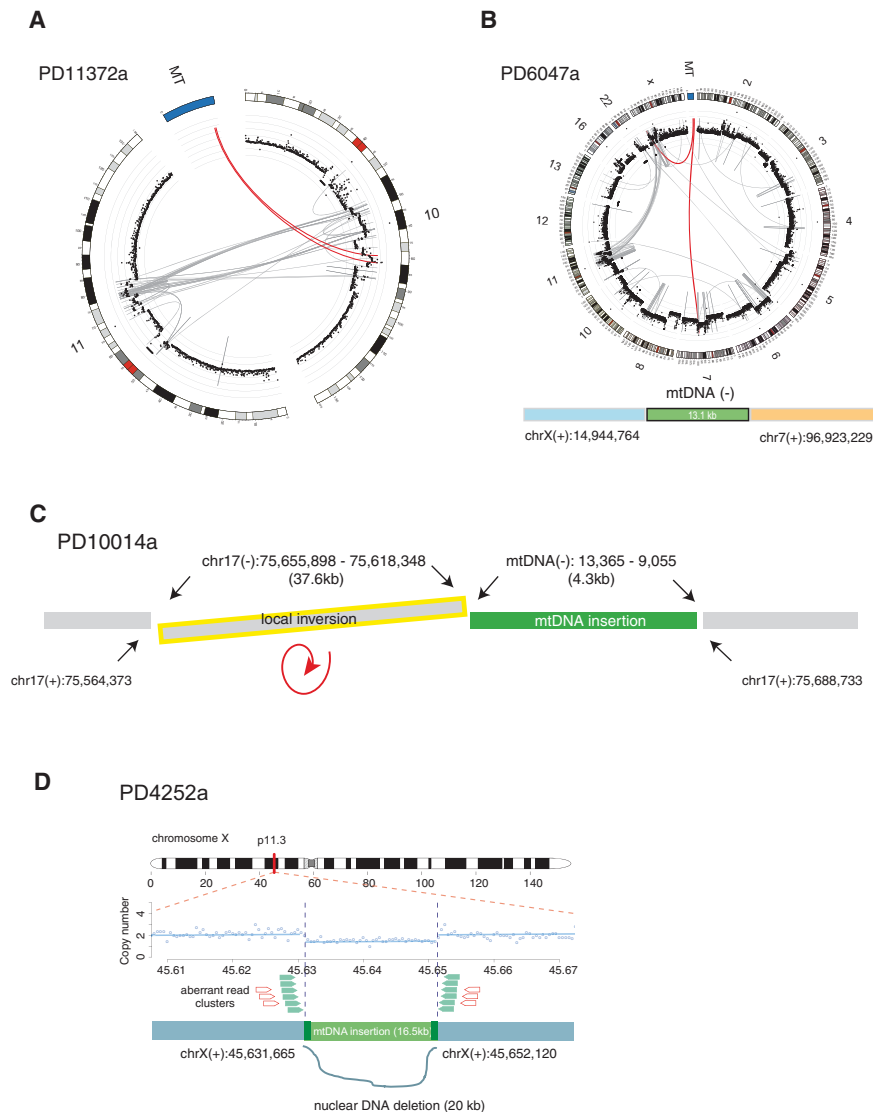 A
PD11372a
MT
10
11
B
PD6047a
MT
2
3
4
5
6
7
8
10
11
12
13
16
22
x
mtDNA (-)
13.1 kb
chrX(+):14,944,764
chr7(+):96,923,229
C
PD10014a
chr17(-):75,655,898 - 75,618,348
(37.6kb)
mtDNA(-): 13,365 - 9,055
(4.3kb)
local inversion
mtDNA insertion
chr17(+):75,564,373
chr17(+):75,688,733
D
PD4252a
chromosome X
p11.3
0 20 40 60 80 100 120 140
Copy number
4
2
0
45.61 45.62 45.63 45.64 45.65 45.66 45.67
aberrant read
clusters
mtDNA insertion (16.5kb)
chrX(+):45,631,665
chrX(+):45,652,120
nuclear DNA deletion (20 kb)